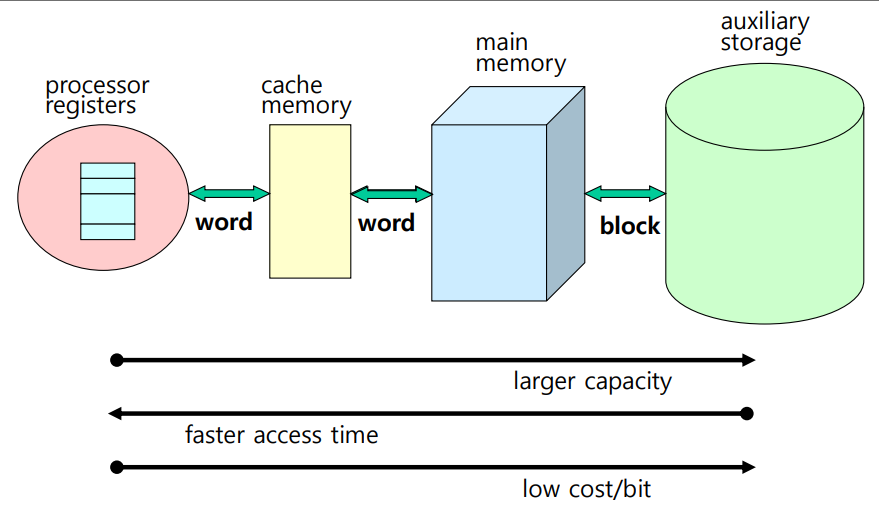 processor
registers
cache
memory
main
memory
auxiliary
storage
word
word
block
larger capacity
faster access time
low cost/bit